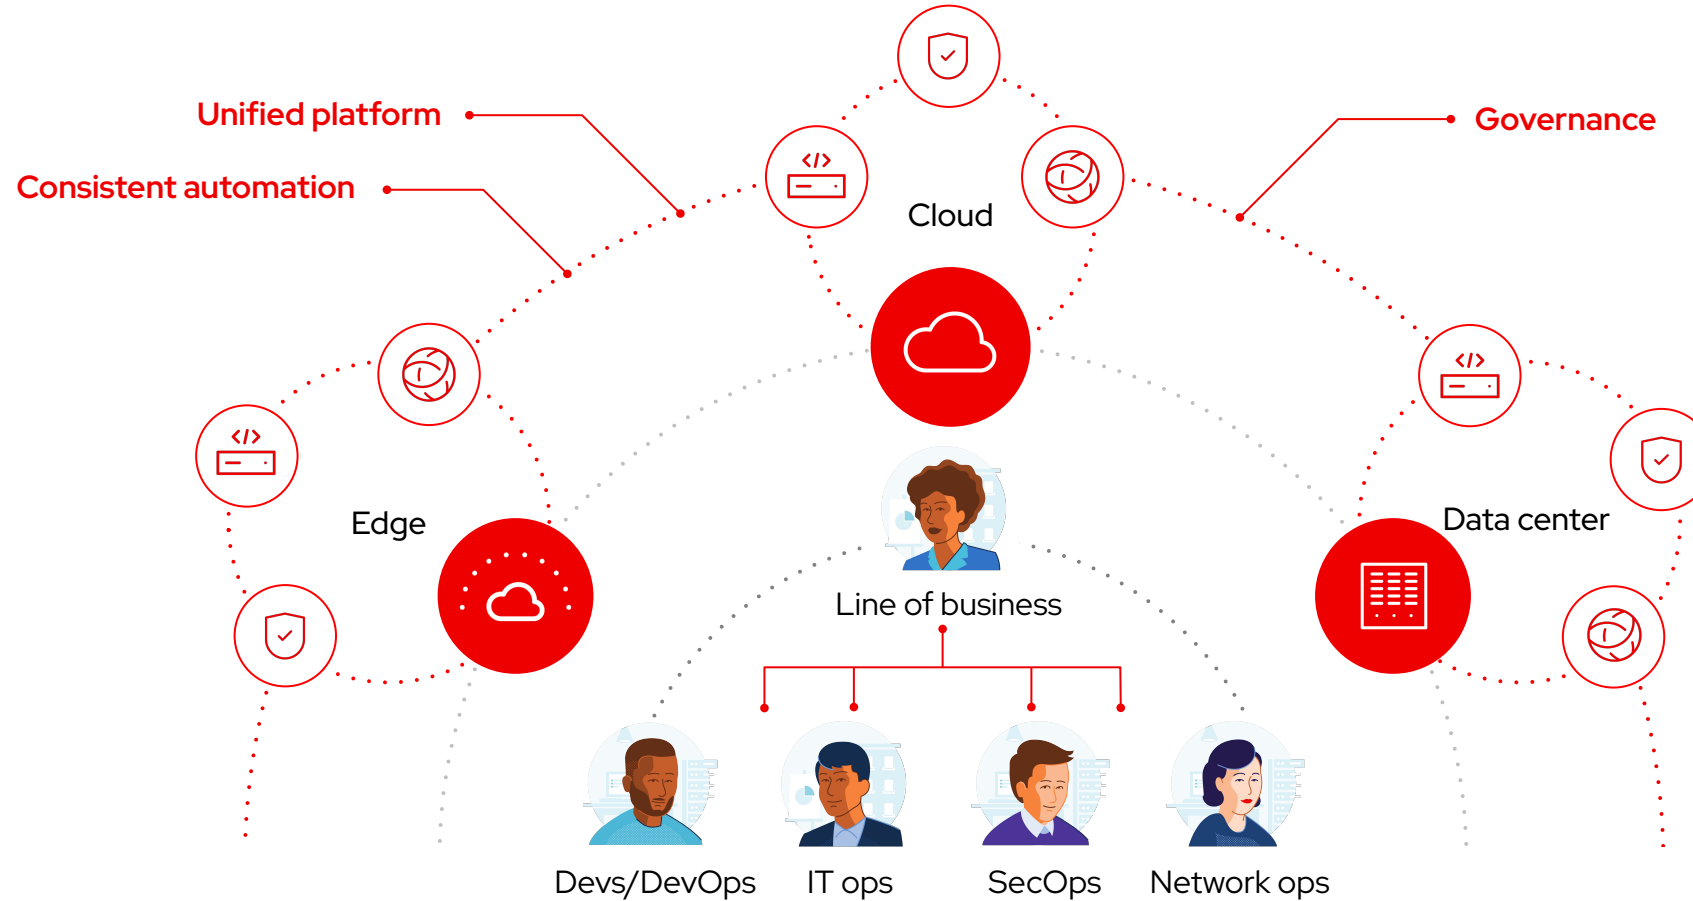 Unified platform
Governance
Consistent automation
Cloud
Edge
Data center
Line of business
Devs/DevOps
IT ops
SecOps
Network ops